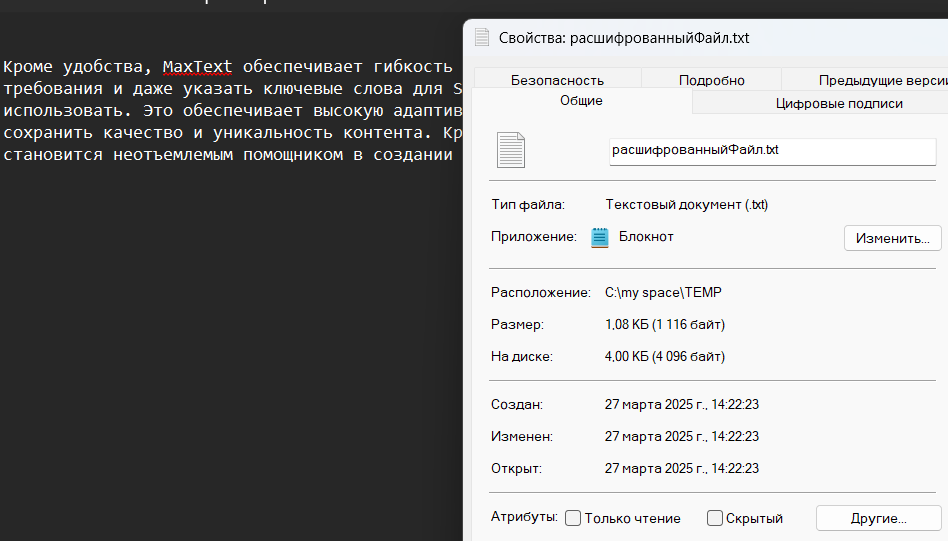 Кроме удобства, MaxText обеспечивает гибкость
требования и даже указать ключевые слова для S
использовать. Это обеспечивает высокую адаптив
сохранить качество и уникальность контента. Кр
становится неотъемлемым помощником в создании
Свойства: расшифрованныйФайл.txt
Безопасность Подробно Предыдущие верси
Общие Цифровые подписи
расшифрованныйФайл.txt
Тип файла: Текстовый документ (.txt)
Приложение: Блокнот Изменить...
Расположение: C:\my space\TEMP
Размер: 1,08 КБ (1 116 байт)
На диске: 4,00 КБ (4 096 байт)
Создан: 27 марта 2025 г., 14:22:23
Изменен: 27 марта 2025 г., 14:22:23
Открыт: 27 марта 2025 г., 14:22:23
Атрибуты: Только чтение Скрытый Другие...